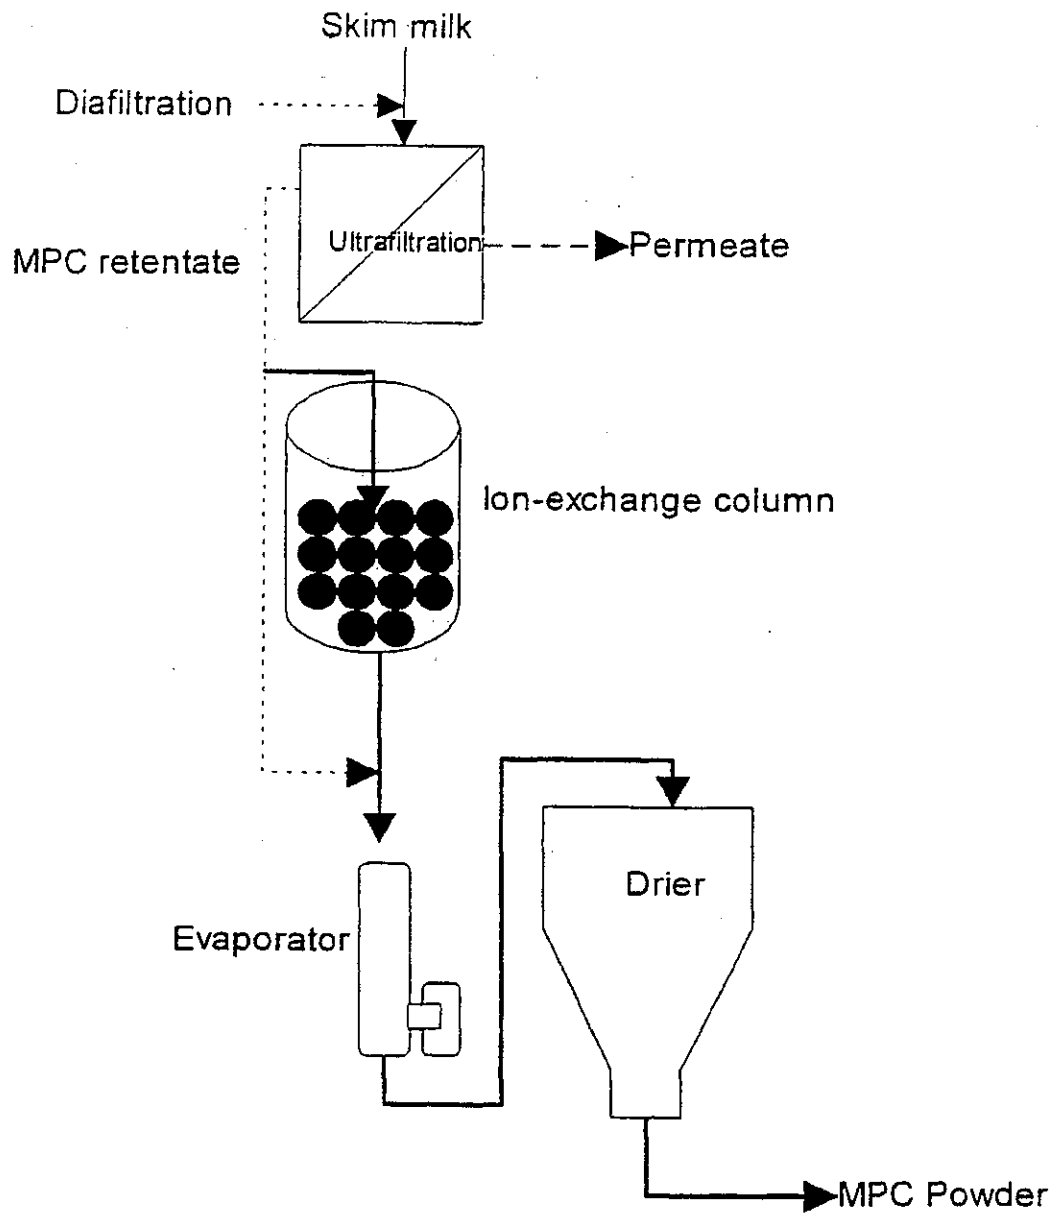 Skim milk
Diafiltration
Ultrafiltration
Permeate
MPC retentate
Ion-exchange column
Drier
Evaporator
MPC Powder